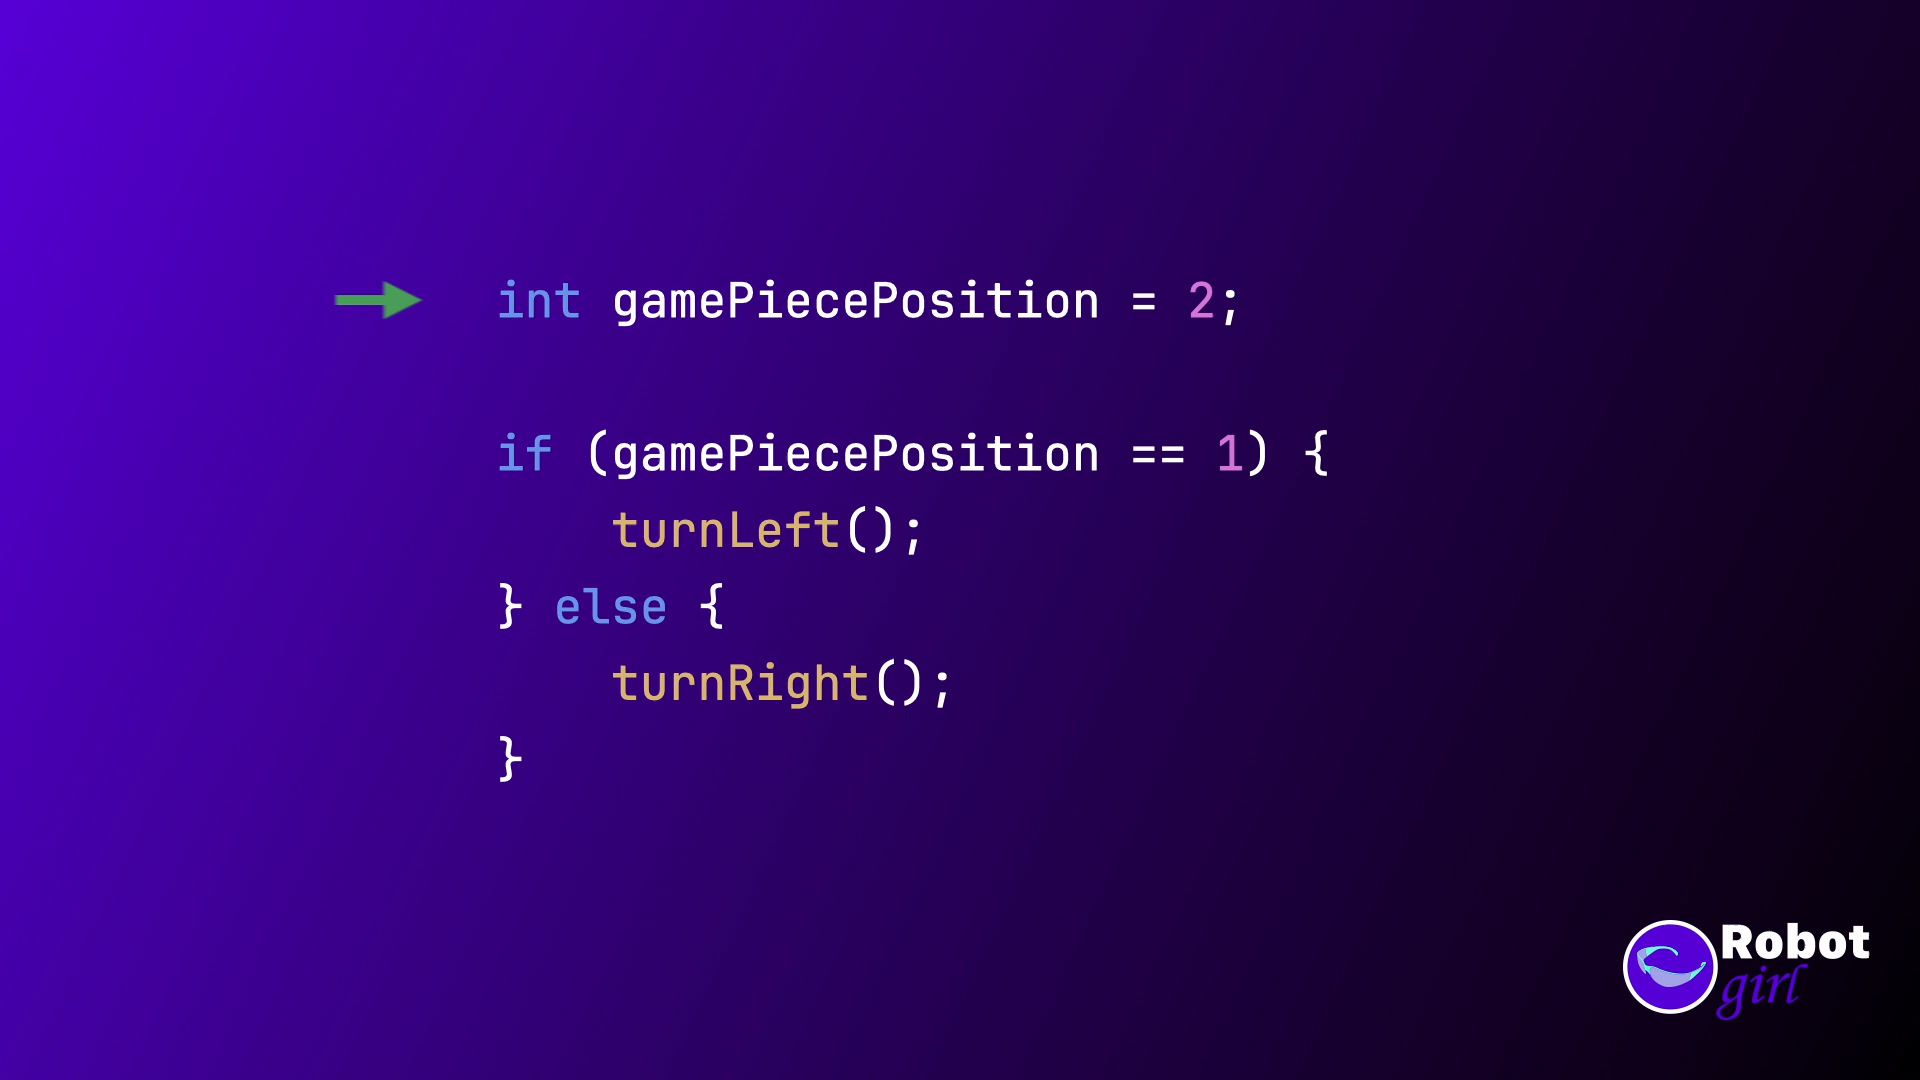 int gamePiecePosition = 2;
if (gamePiecePosition == 1) {
    turnLeft();
} else {
    turnRight();
}
Robot
girl